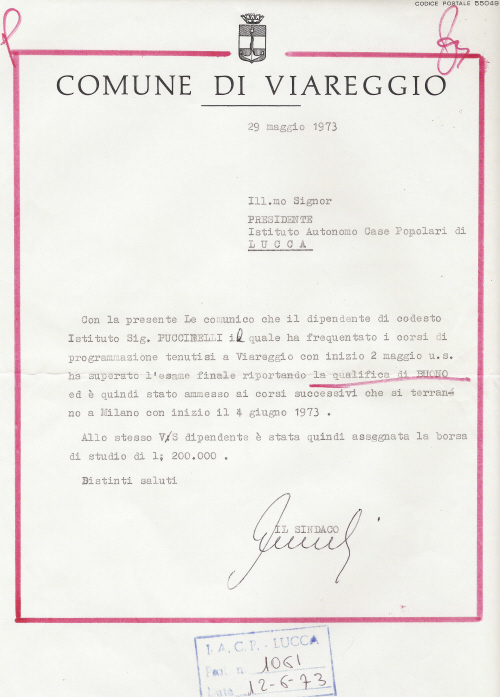 CODICE POSTALE 55049
COMUNE DI VIAREGGIO
29 maggio 1973
Ill.mo Signor
PRESIDENTE
Istituto Autonomo Case Popolari di
LUCCA
Con la presente Le comunico che il dipendente di codesto
Istituto Sig. PUCCINELLI il quale ha frequentato i corsi di
programmazione tenutisi a Viareggio con inizio 2 maggio u.s.
ha superato l'esame finale riportando la qualifica di BUONO
ed è quindi stato ammesso ai corsi successivi che si terran
no a Milano con inizio il 4 giugno 1973 .
Allo stesso V/S dipendente è stata quindi assegnata la borsa
di studio di l; 200.000 .
Distinti saluti
IL SINDACO
I. A. C. P. - LUCCA
Prot. n. 1061
Data 12-6-73